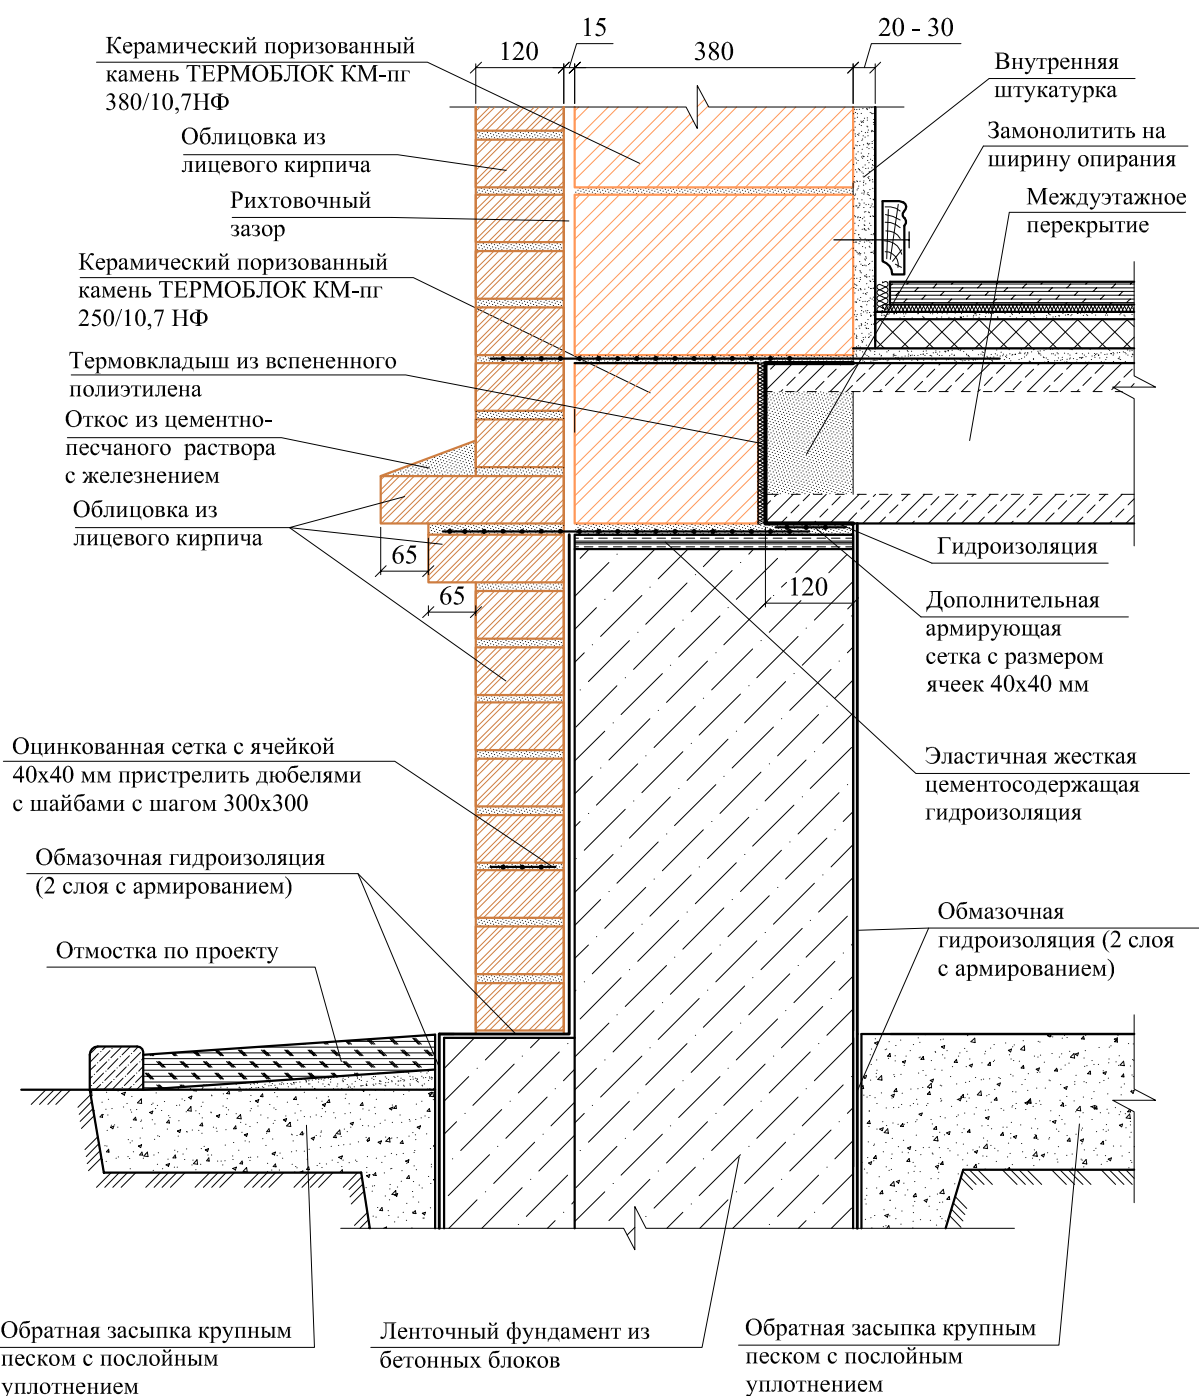 15
20 - 30
120
380
Керамический поризованный
камень ТЕРМОБЛОК КМ-пг
380/10,7НФ
Облицовка из
лицевого кирпича
Рихтовочный
зазор
Керамический поризованный
камень ТЕРМОБЛОК КМ-пг
250/10,7 НФ
Термовкладыш из вспененного
полиэтилена
Откос из цементно-
песчаного раствора
с железнением
Облицовка из
лицевого кирпича
65
65
120
Внутренняя
штукатурка
Замонолитить на
ширину опирания
Междуэтажное
перекрытие
Гидроизоляция
Дополнительная
армирующая
сетка с размером
ячеек 40х40 мм
Эластичная жесткая
цементосодержащая
гидроизоляция
Оцинкованная сетка с ячейкой
40х40 мм пристрелить дюбелями
с шайбами с шагом 300х300
Обмазочная гидроизоляция
(2 слоя с армированием)
Отмостка по проекту
Обмазочная
гидроизоляция (2 слоя
с армированием)
Обратная засыпка крупным
песком с послойным
уплотнением
Ленточный фундамент из
бетонных блоков
Обратная засыпка крупным
песком с послойным
уплотнением